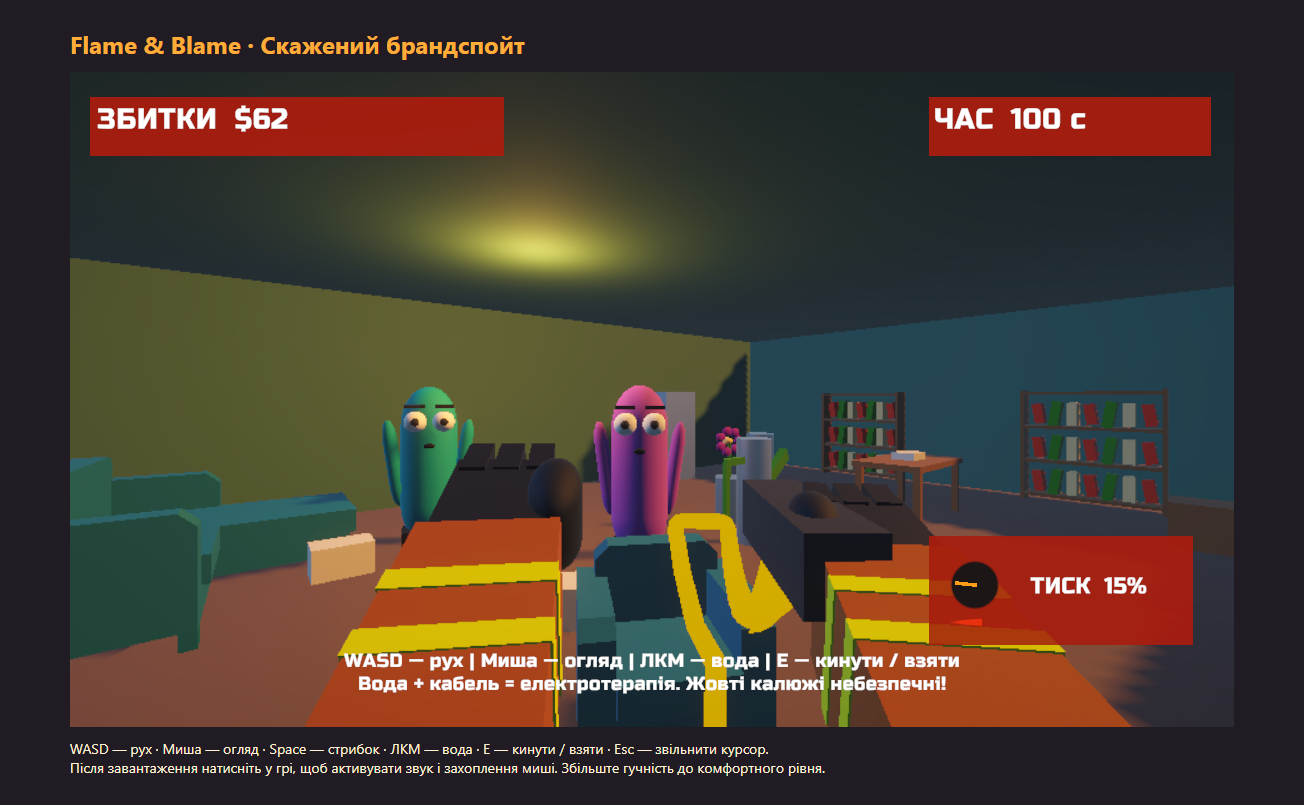 Flame & Blame · Скажений брандспойт
ЗБИТКИ $62
ЧАС 100 с
ТИСК 15%
WASD — рух | Миша — огляд | ЛКМ — вода | E — кинути / взяти
Вода + кабель = електротерапія. Жовті калюжі небезпечні!
WASD — рух · Миша — огляд · Space — стрибок · ЛКМ — вода · E — кинути / взяти · Esc — звільнити курсор.
Після завантаження натисніть у грі, щоб активувати звук і захоплення миші. Збільште гучність до комфортного рівня.